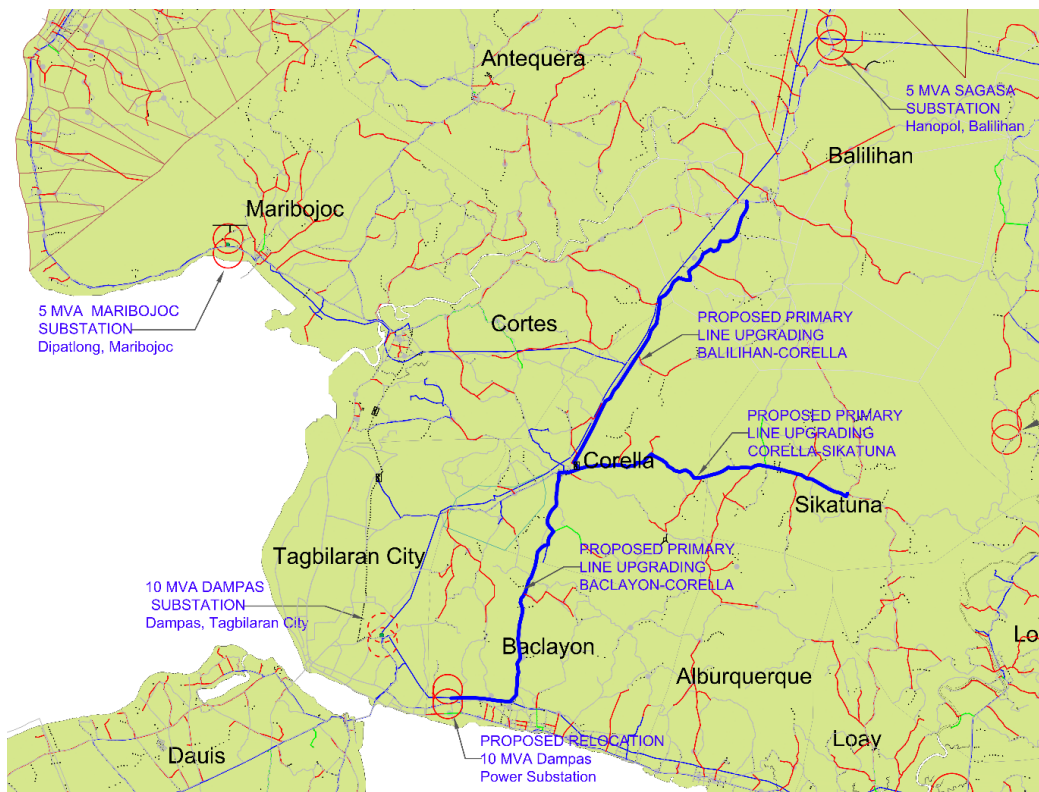 Antequera
5 MVA SAGASA
SUBSTATION
Hanopol, Balilihan
Balilihan
Maribojoc
5 MVA  MARIBOJOC
SUBSTATION
Dipatlong, Maribojoc
Cortes
PROPOSED PRIMARY
LINE UPGRADING
BALILIHAN-CORELLA
PROPOSED PRIMARY
LINE UPGRADING
CORELLA-SIKATUNA
Corella
Sikatuna
Tagbilaran City
PROPOSED PRIMARY
LINE UPGRADING
BACLAYON-CORELLA
10 MVA DAMPAS
SUBSTATION
Dampas, Tagbilaran City
Baclayon
Lo
Alburquerque
PROPOSED RELOCATION
10 MVA Dampas
Power Substation
Loay
Dauis